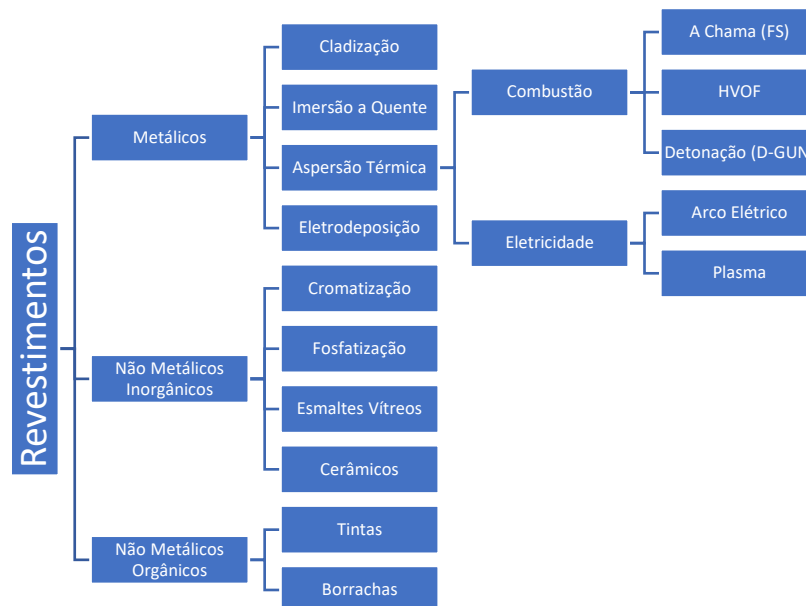 Revestimentos
Metálicos
Cladização
Imersão a Quente
Aspersão Térmica
Combustão
A Chama (FS)
HVOF
Detonação (D-GUN
Eletricidade
Arco Elétrico
Plasma
Eletrodeposição
Não Metálicos
Inorgânicos
Cromatização
Fosfatização
Esmaltes Vítreos
Cerâmicos
Não Metálicos
Orgânicos
Tintas
Borrachas